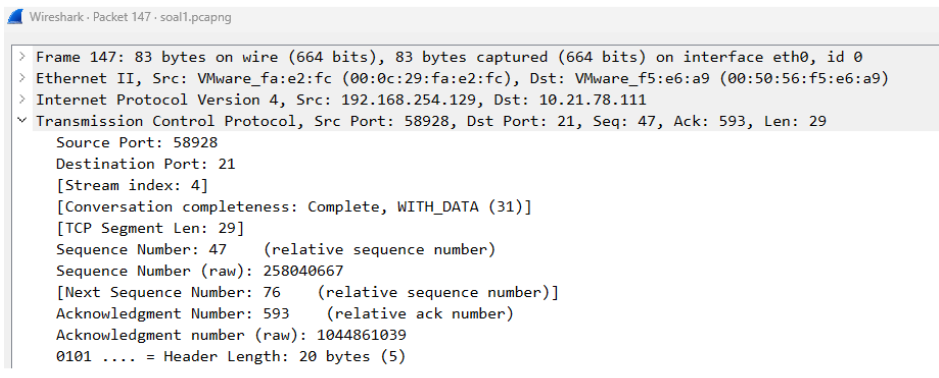 Wireshark · Packet 147 · soal1.pcapng
> Frame 147: 83 bytes on wire (664 bits), 83 bytes captured (664 bits) on interface eth0, id 0
> Ethernet II, Src: VMware_fa:e2:fc (00:0c:29:fa:e2:fc), Dst: VMware_f5:e6:a9 (00:50:56:f5:e6:a9)
> Internet Protocol Version 4, Src: 192.168.254.129, Dst: 10.21.78.111
Transmission Control Protocol, Src Port: 58928, Dst Port: 21, Seq: 47, Ack: 593, Len: 29
Source Port: 58928
Destination Port: 21
[Stream index: 4]
[Conversation completeness: Complete, WITH_DATA (31)]
[TCP Segment Len: 29]
Sequence Number: 47    (relative sequence number)
Sequence Number (raw): 258040667
[Next Sequence Number: 76    (relative sequence number)]
Acknowledgment Number: 593    (relative ack number)
Acknowledgment number (raw): 1044861039
0101 .... = Header Length: 20 bytes (5)